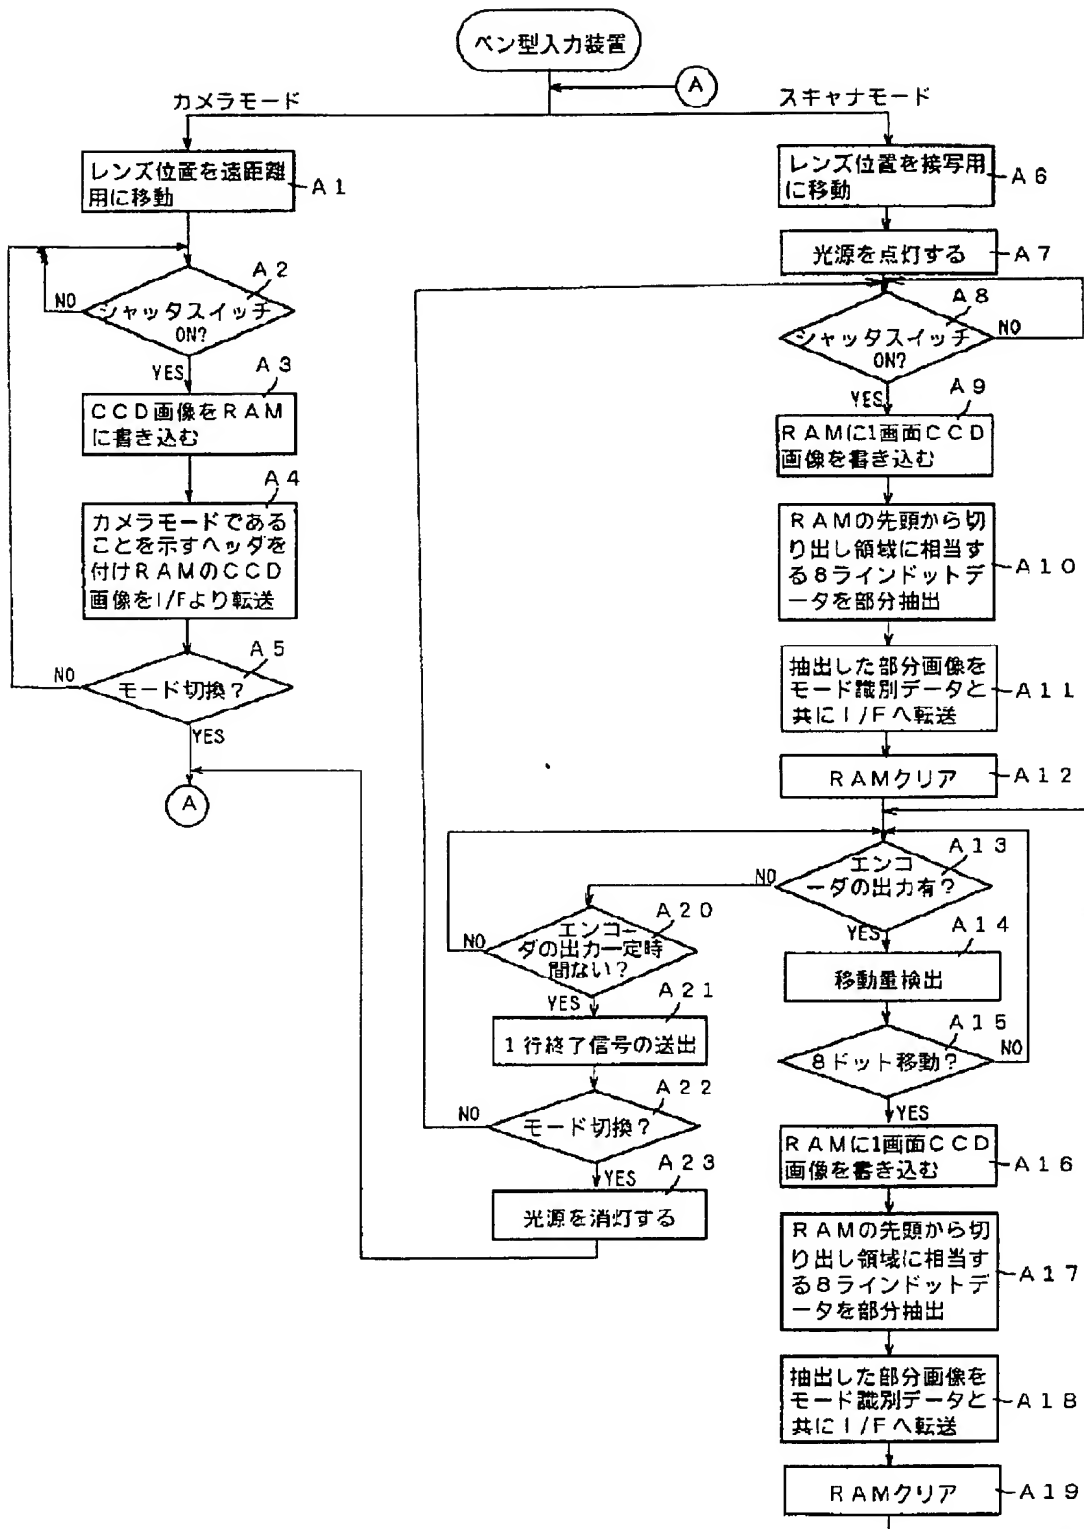 ペン型入力装置
A
カメラモード
スキャナモード
レンズ位置を遠距離
用に移動
A1
A2
シャッタスイッチ
ON?
NO
YES
A3
CCD画像をRAM
に書き込む
A4
カメラモードである
ことを示すヘッダを
付けRAMのCCD
画像をI/Fより転送
A5
モード切換?
NO
YES
A
レンズ位置を接写用
に移動
A6
光源を点灯する
A7
A8
シャッタスイッチ
ON?
NO
YES
A9
RAMに1画面CCD
画像を書き込む
RAMの先頭から切
り出し領域に相当す
る8ラインドットデ
ータを部分抽出
A10
抽出した部分画像を
モード識別データと
共にI/Fへ転送
A11
RAMクリア
A12
A13
エンコ
ーダの出力有?
NO
YES
A14
移動量検出
A15
8ドット移動?
NO
YES
RAMに1画面CCD
画像を書き込む
A16
RAMの先頭から切
り出し領域に相当す
る8ラインドットデ
ータを部分抽出
A17
抽出した部分画像を
モード識別データと
共にI/Fへ転送
A18
RAMクリア
A19
A20
エンコー
ダの出力一定時
間ない?
NO
YES
A21
1行終了信号の送出
A22
モード切換?
NO
YES
A23
光源を消灯する